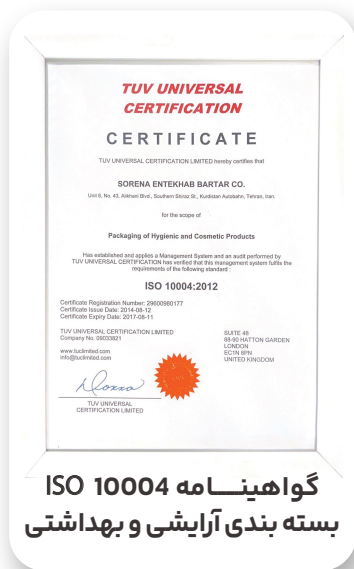 TUV UNIVERSAL
CERTIFICATION
CERTIFICATE
TUV UNIVERSAL CERTIFICATION LIMITED hereby certifies that
SORENA ENTEKHAB BARTAR CO.
Unit 6, No. 43, Alikhani Blvd., Southern Shiraz St., Kurdistan Autobahn, Tehran, Iran.
for the scope of
Packaging of Hygienic and Cosmetic Products
Has established and applies a Management System and an audit performed by
TUV UNIVERSAL CERTIFICATION has verified that this management system fulfils the
requirements of the following standard :
ISO 10004:2012
Certificate Registration Number: 29600980177
Certificate Issue Date: 2014-08-12
Certificate Expiry Date: 2017-08-11
TUV UNIVERSAL CERTIFICATION LIMITED
Company No. 09033821
www.tuclimited.com
info@tuclimited.com
SUITE 48
88-90 HATTON GARDEN
LONDON
EC1N 8PN
UNITED KINGDOM
TUV UNIVERSAL
CERTIFICATION LIMITED
گواهینـــامه ISO 10004
بسته بندی آرایشی و بهداشتی